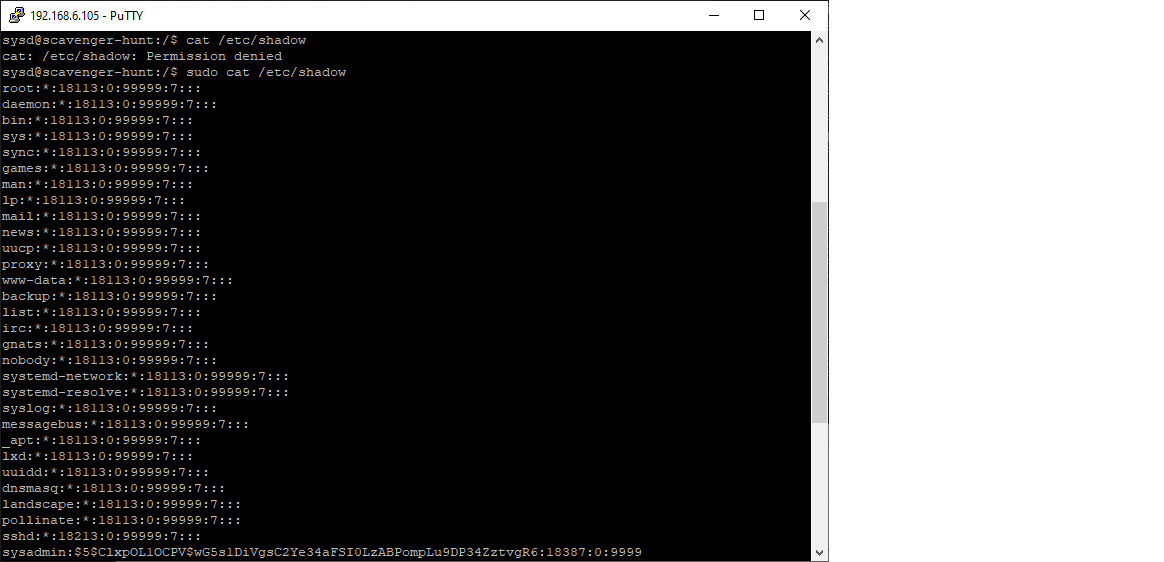 192.168.6.105 - PuTTY
sysd@scavenger-hunt:/$ cat /etc/shadow
cat: /etc/shadow: Permission denied
sysd@scavenger-hunt:/$ sudo cat /etc/shadow
root:*:18113:0:99999:7:::
daemon:*:18113:0:99999:7:::
bin:*:18113:0:99999:7:::
sys:*:18113:0:99999:7:::
sync:*:18113:0:99999:7:::
games:*:18113:0:99999:7:::
man:*:18113:0:99999:7:::
lp:*:18113:0:99999:7:::
mail:*:18113:0:99999:7:::
news:*:18113:0:99999:7:::
uucp:*:18113:0:99999:7:::
proxy:*:18113:0:99999:7:::
www-data:*:18113:0:99999:7:::
backup:*:18113:0:99999:7:::
list:*:18113:0:99999:7:::
irc:*:18113:0:99999:7:::
gnats:*:18113:0:99999:7:::
nobody:*:18113:0:99999:7:::
systemd-network:*:18113:0:99999:7:::
systemd-resolve:*:18113:0:99999:7:::
syslog:*:18113:0:99999:7:::
messagebus:*:18113:0:99999:7:::
_apt:*:18113:0:99999:7:::
lxd:*:18113:0:99999:7:::
uuidd:*:18113:0:99999:7:::
dnsmasq:*:18113:0:99999:7:::
landscape:*:18113:0:99999:7:::
pollinate:*:18113:0:99999:7:::
sshd:*:18213:0:99999:7:::
sysadmin:$5$ClxpOL1OCPV$wG5s1DiVgsC2Ye34aFSI0LzABPompLu9DP34ZztvgR6:18387:0:9999